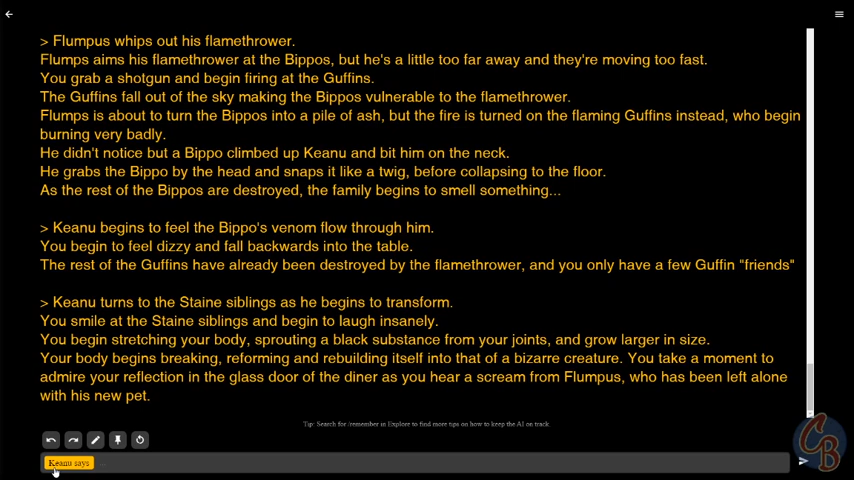 > Flumpus whips out his flamethrower.
Flumps aims his flamethrower at the Bippos, but he's a little too far away and they're moving too fast.
You grab a shotgun and begin firing at the Guffins.
The Guffins fall out of the sky making the Bippos vulnerable to the flamethrower.
Flumps is about to turn the Bippos into a pile of ash, but the fire is turned on the flaming Guffins instead, who begin
burning very badly.
He didn't notice but a Bippo climbed up Keanu and bit him on the neck.
He grabs the Bippo by the head and snaps it like a twig, before collapsing to the floor.
As the rest of the Bippos are destroyed, the family begins to smell something...
> Keanu begins to feel the Bippo's venom flow through him.
You begin to feel dizzy and fall backwards into the table.
The rest of the Guffins have already been destroyed by the flamethrower, and you only have a few Guffin "friends"
> Keanu turns to the Staine siblings as he begins to transform.
You smile at the Staine siblings and begin to laugh insanely.
You begin stretching your body, sprouting a black substance from your joints, and grow larger in size.
Your body begins breaking, reforming and rebuilding itself into that of a bizarre creature. You take a moment to
admire your reflection in the glass door of the diner as you hear a scream from Flumpus, who has been left alone
with his new pet.
Tip: Search for /remember in Explore to find more tips on how to keep the AI on track.
Keanu says ...
CB